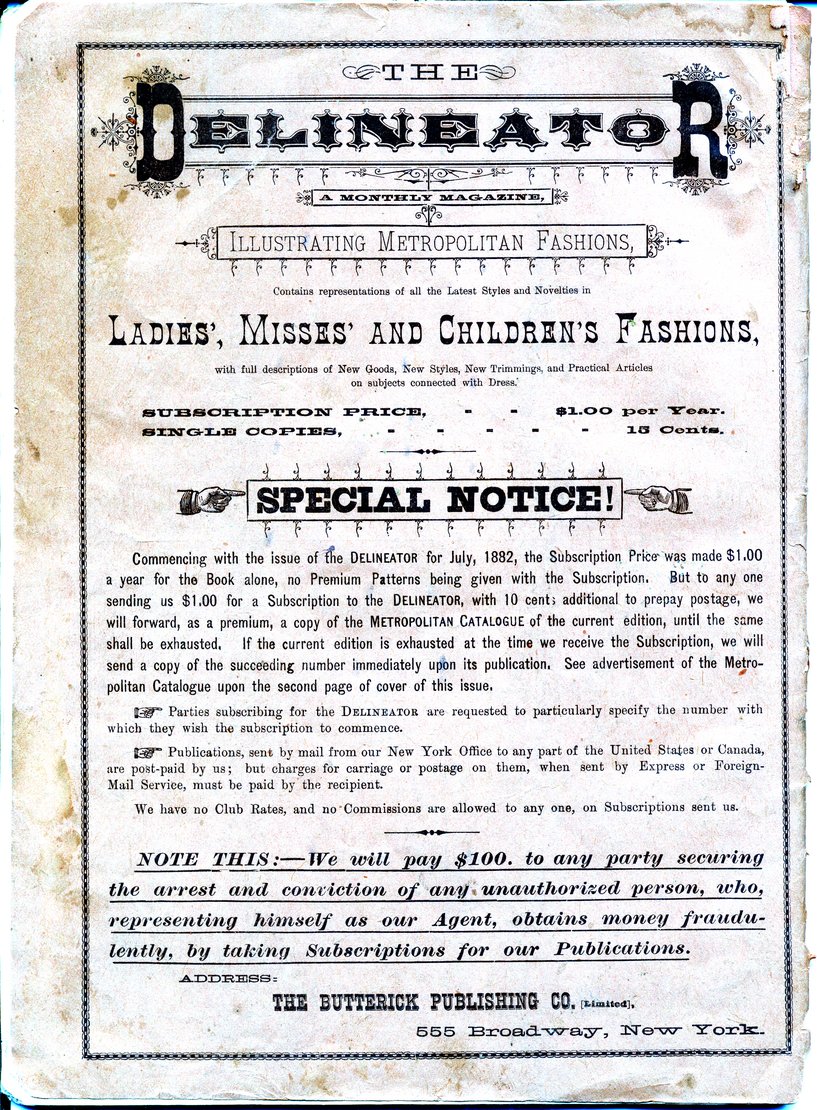 THE
DELINEATOR
A MONTHLY MAGAZINE,
ILLUSTRATING METROPOLITAN FASHIONS,
Contains representations of all the Latest Styles and Novelties in
LADIES', MISSES' AND CHILDREN'S FASHIONS,
with full descriptions of New Goods, New Styles, New Trimmings, and Practical Articles
on subjects connected with Dress.
SUBSCRIPTION PRICE, - - $1.00 per Year.
SINGLE COPIES, - - - - - 15 Cents.
SPECIAL NOTICE!
Commencing with the issue of the DELINEATOR for July, 1882, the Subscription Price was made $1.00
a year for the Book alone, no Premium Patterns being given with the Subscription. But to any one
sending us $1.00 for a Subscription to the DELINEATOR, with 10 cents additional to prepay postage, we
will forward, as a premium, a copy of the METROPOLITAN CATALOGUE of the current edition, until the same
shall be exhausted. If the current edition is exhausted at the time we receive the Subscription, we will
send a copy of the succeeding number immediately upon its publication. See advertisement of the Metro-
politan Catalogue upon the second page of cover of this issue.
☞ Parties subscribing for the DELINEATOR are requested to particularly specify the number with
which they wish the subscription to commence.
☞ Publications, sent by mail from our New York Office to any part of the United States or Canada,
are post-paid by us; but charges for carriage or postage on them, when sent by Express or Foreign-
Mail Service, must be paid by the recipient.
We have no Club Rates, and no Commissions are allowed to any one, on Subscriptions sent us.
NOTE THIS:—We will pay $100. to any party securing
the arrest and conviction of any unauthorized person, who,
representing himself as our Agent, obtains money fraudu-
lently, by taking Subscriptions for our Publications.
ADDRESS:
THE BUTTERICK PUBLISHING CO. [Limited],
555 Broadway, New York.